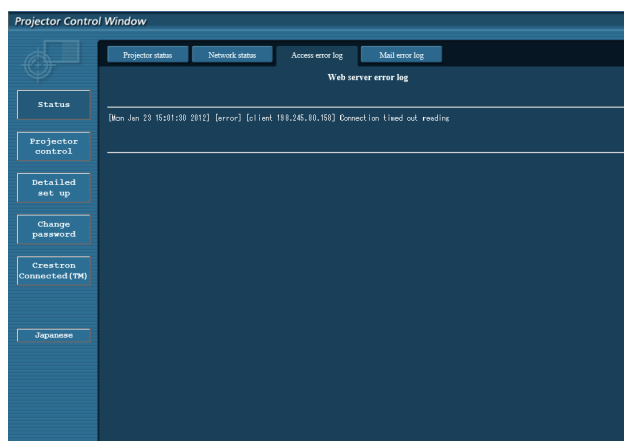 Projector Control Window
Projector status
Network status
Access error log
Mail error log
Web server error log
Status
[Mon Jan 23 15:01:30 2012] [error] [client 198.245.80.158] Connection timed out reading
Projector
control
Detailed
set up
Change
password
Crestron
Connected(TM)
Japanese